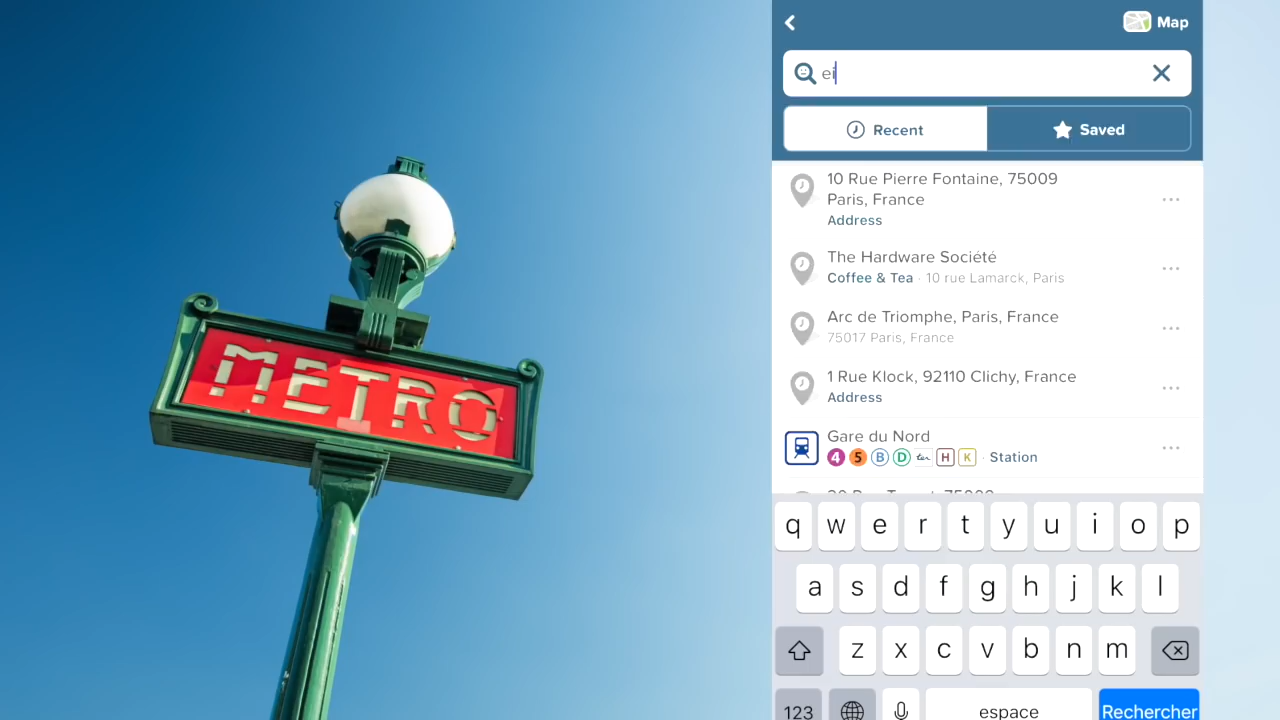 METRO
Map
ei
Recent
Saved
10 Rue Pierre Fontaine, 75009
Paris, France
Address
The Hardware Société
Coffee & Tea · 10 rue Lamarck, Paris
Arc de Triomphe, Paris, France
75017 Paris, France
1 Rue Klock, 92110 Clichy, France
Address
Gare du Nord
4 5 B D ter H K · Station
q w e r t y u i o p
a s d f g h j k l
z x c v b n m
123 espace Rechercher